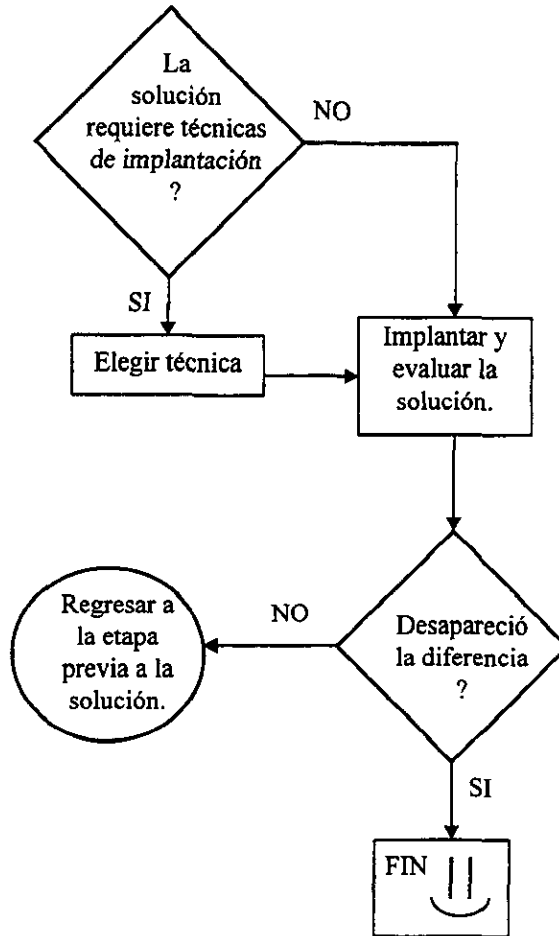 La
solución
requiere técnicas
de implantación
?
NO
SI
Elegir técnica
Implantar y
evaluar la
solución.
Regresar a
la etapa
previa a la
solución.
NO
Desapareció
la diferencia
?
SI
FIN